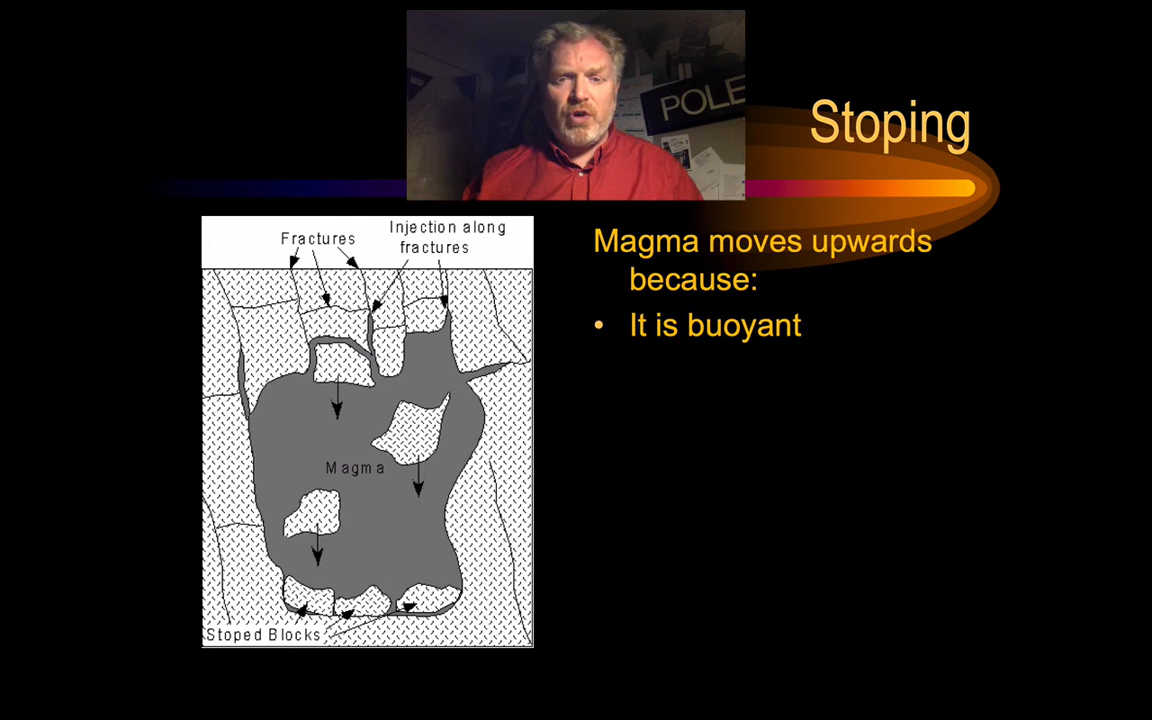 POLE
Stoping
Fractures
Injection along
fractures
Magma
Stoped Blocks
Magma moves upwards
because:
• It is buoyant